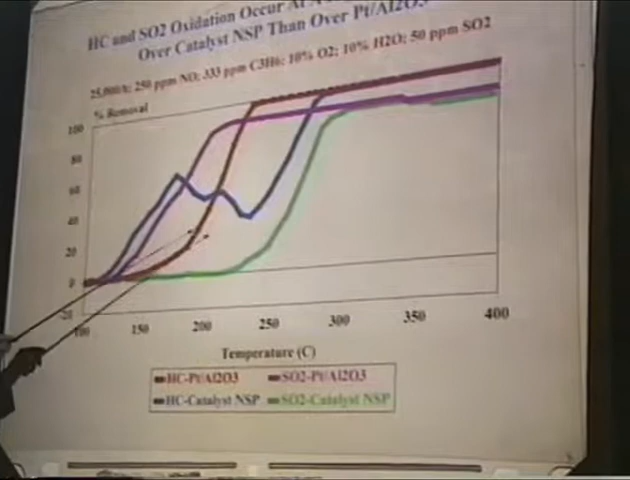 HC and SO2 Oxidation Occur At
Over Catalyst NSP Than Over Pt/Al2O3
25,000/h; 250 ppm NO; 333 ppm C3H6; 10% O2; 10% H2O; 50 ppm SO2
% Removal
100
80
60
40
20
0
-20
100 150 200 250 300 350 400
Temperature (C)
HC-Pt/Al2O3 SO2-Pt/Al2O3
HC-Catalyst NSP SO2-Catalyst NSP